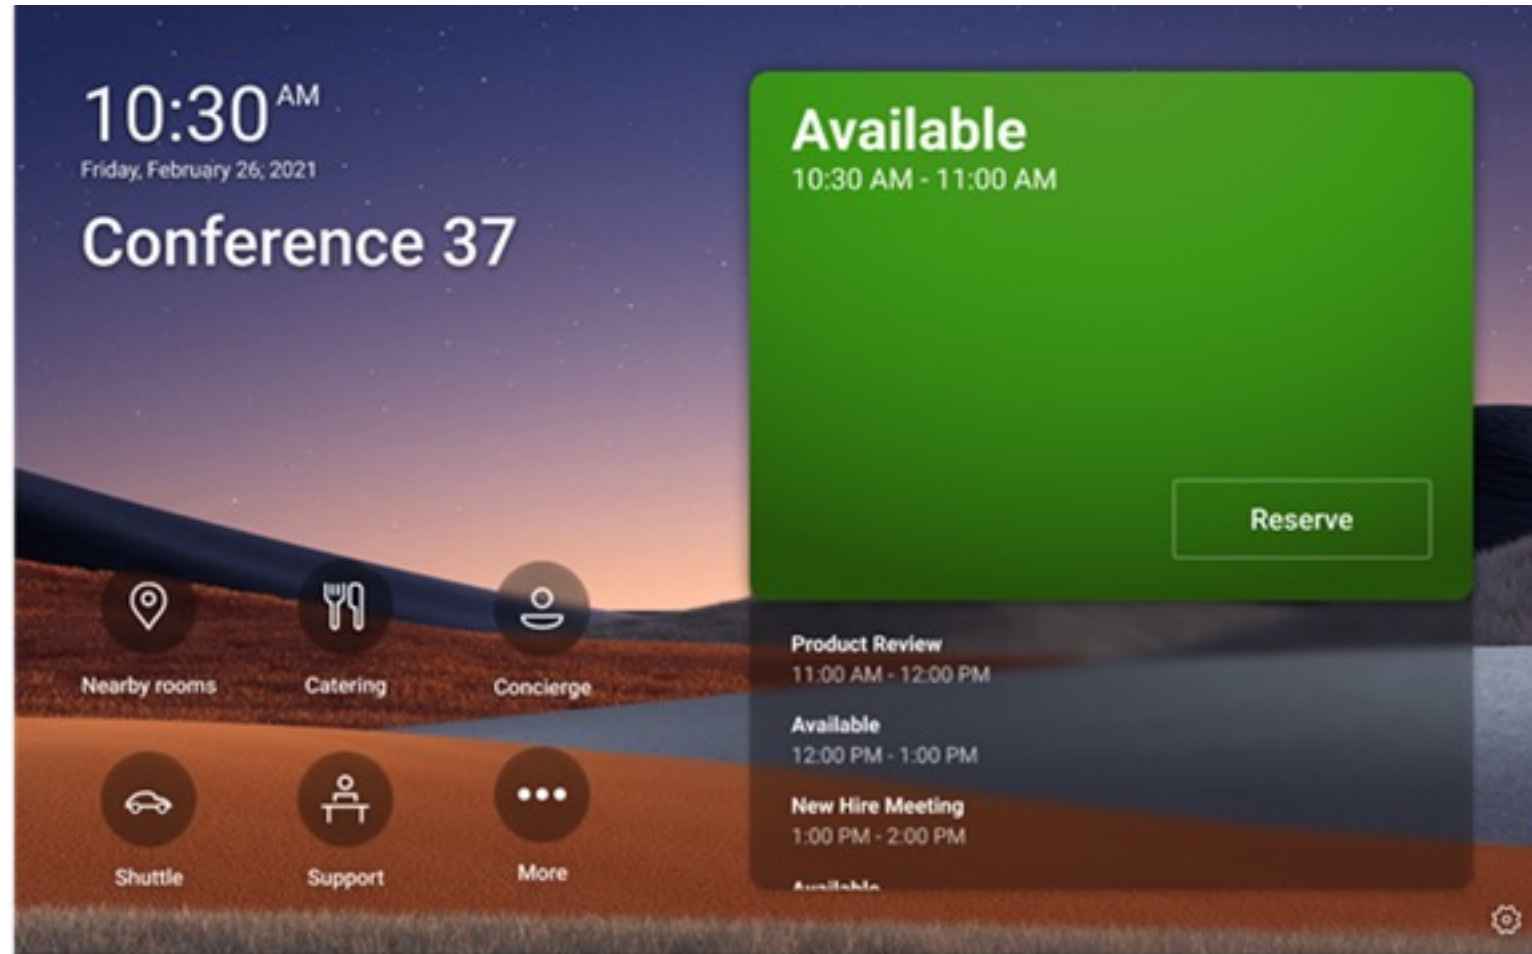 10:30 AM
Friday, February 26, 2021
Conference 37
Nearby rooms
Catering
Concierge
Shuttle
Support
More
Available
10:30 AM - 11:00 AM
Reserve
Product Review
11:00 AM - 12:00 PM
Available
12:00 PM - 1:00 PM
New Hire Meeting
1:00 PM - 2:00 PM
Available